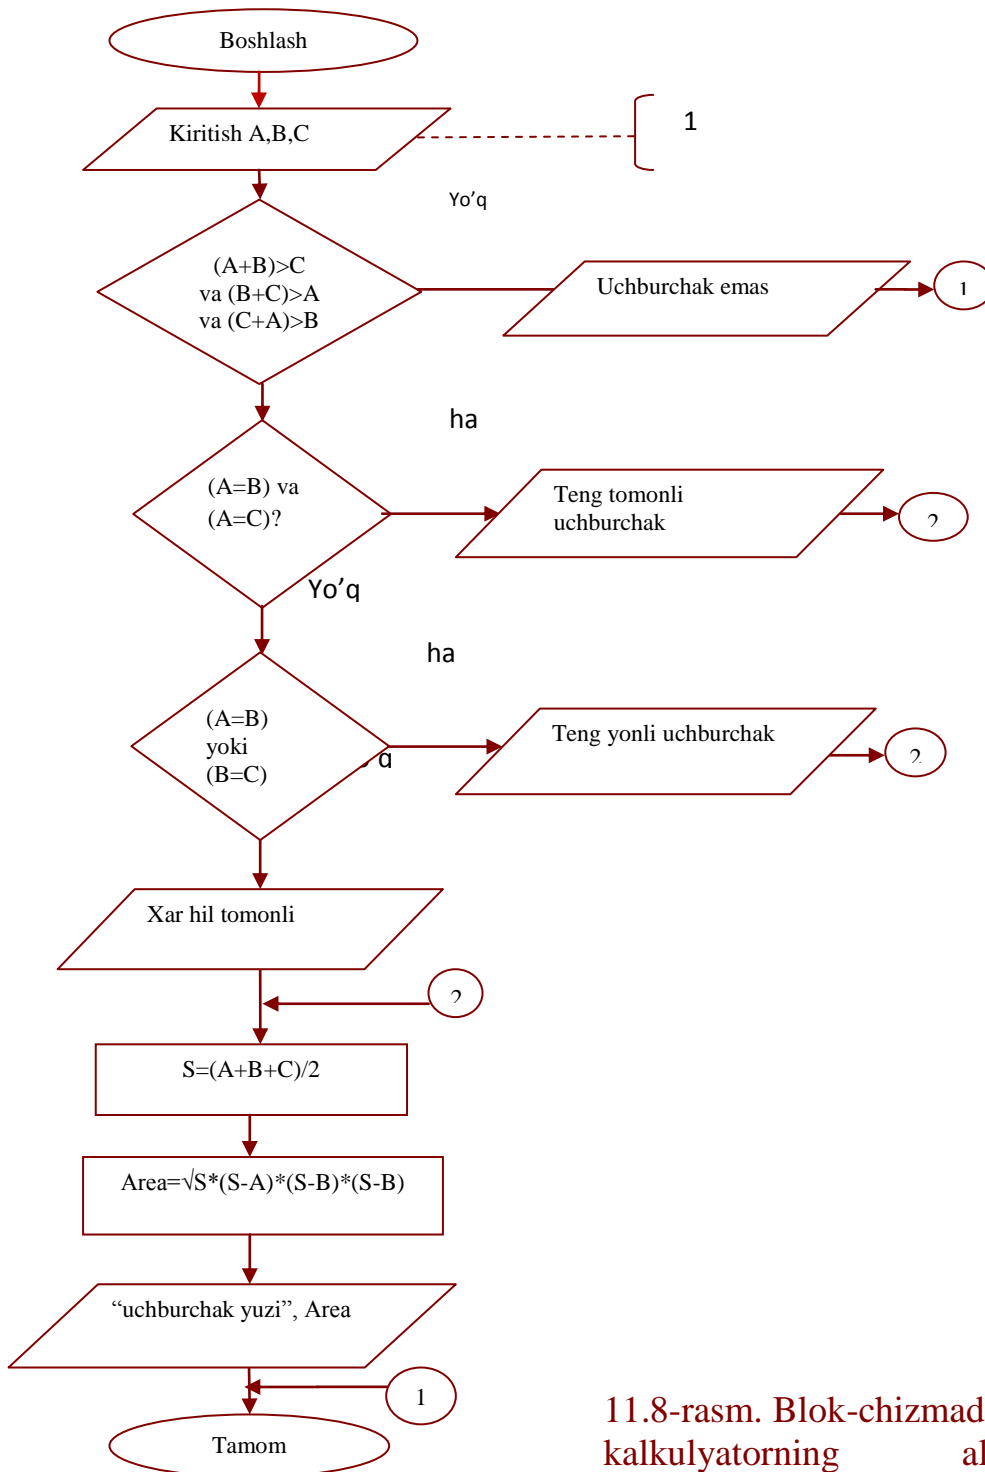 Boshlash
Kiritish A,B,C
1
Yo’q
(A+B)>C
va (B+C)>A
va (C+A)>B
Uchburchak emas
1
ha
(A=B) va
(A=C)?
Teng tomonli
uchburchak
2
Yo’q
ha
(A=B)
yoki
(B=C)
Teng yonli uchburchak
2
Xar hil tomonli
2
S=(A+B+C)/2
Area=√S*(S-A)*(S-B)*(S-B)
“uchburchak yuzi”, Area
1
Tamom
11.8-rasm. Blok-chizmad
kalkulyatorning